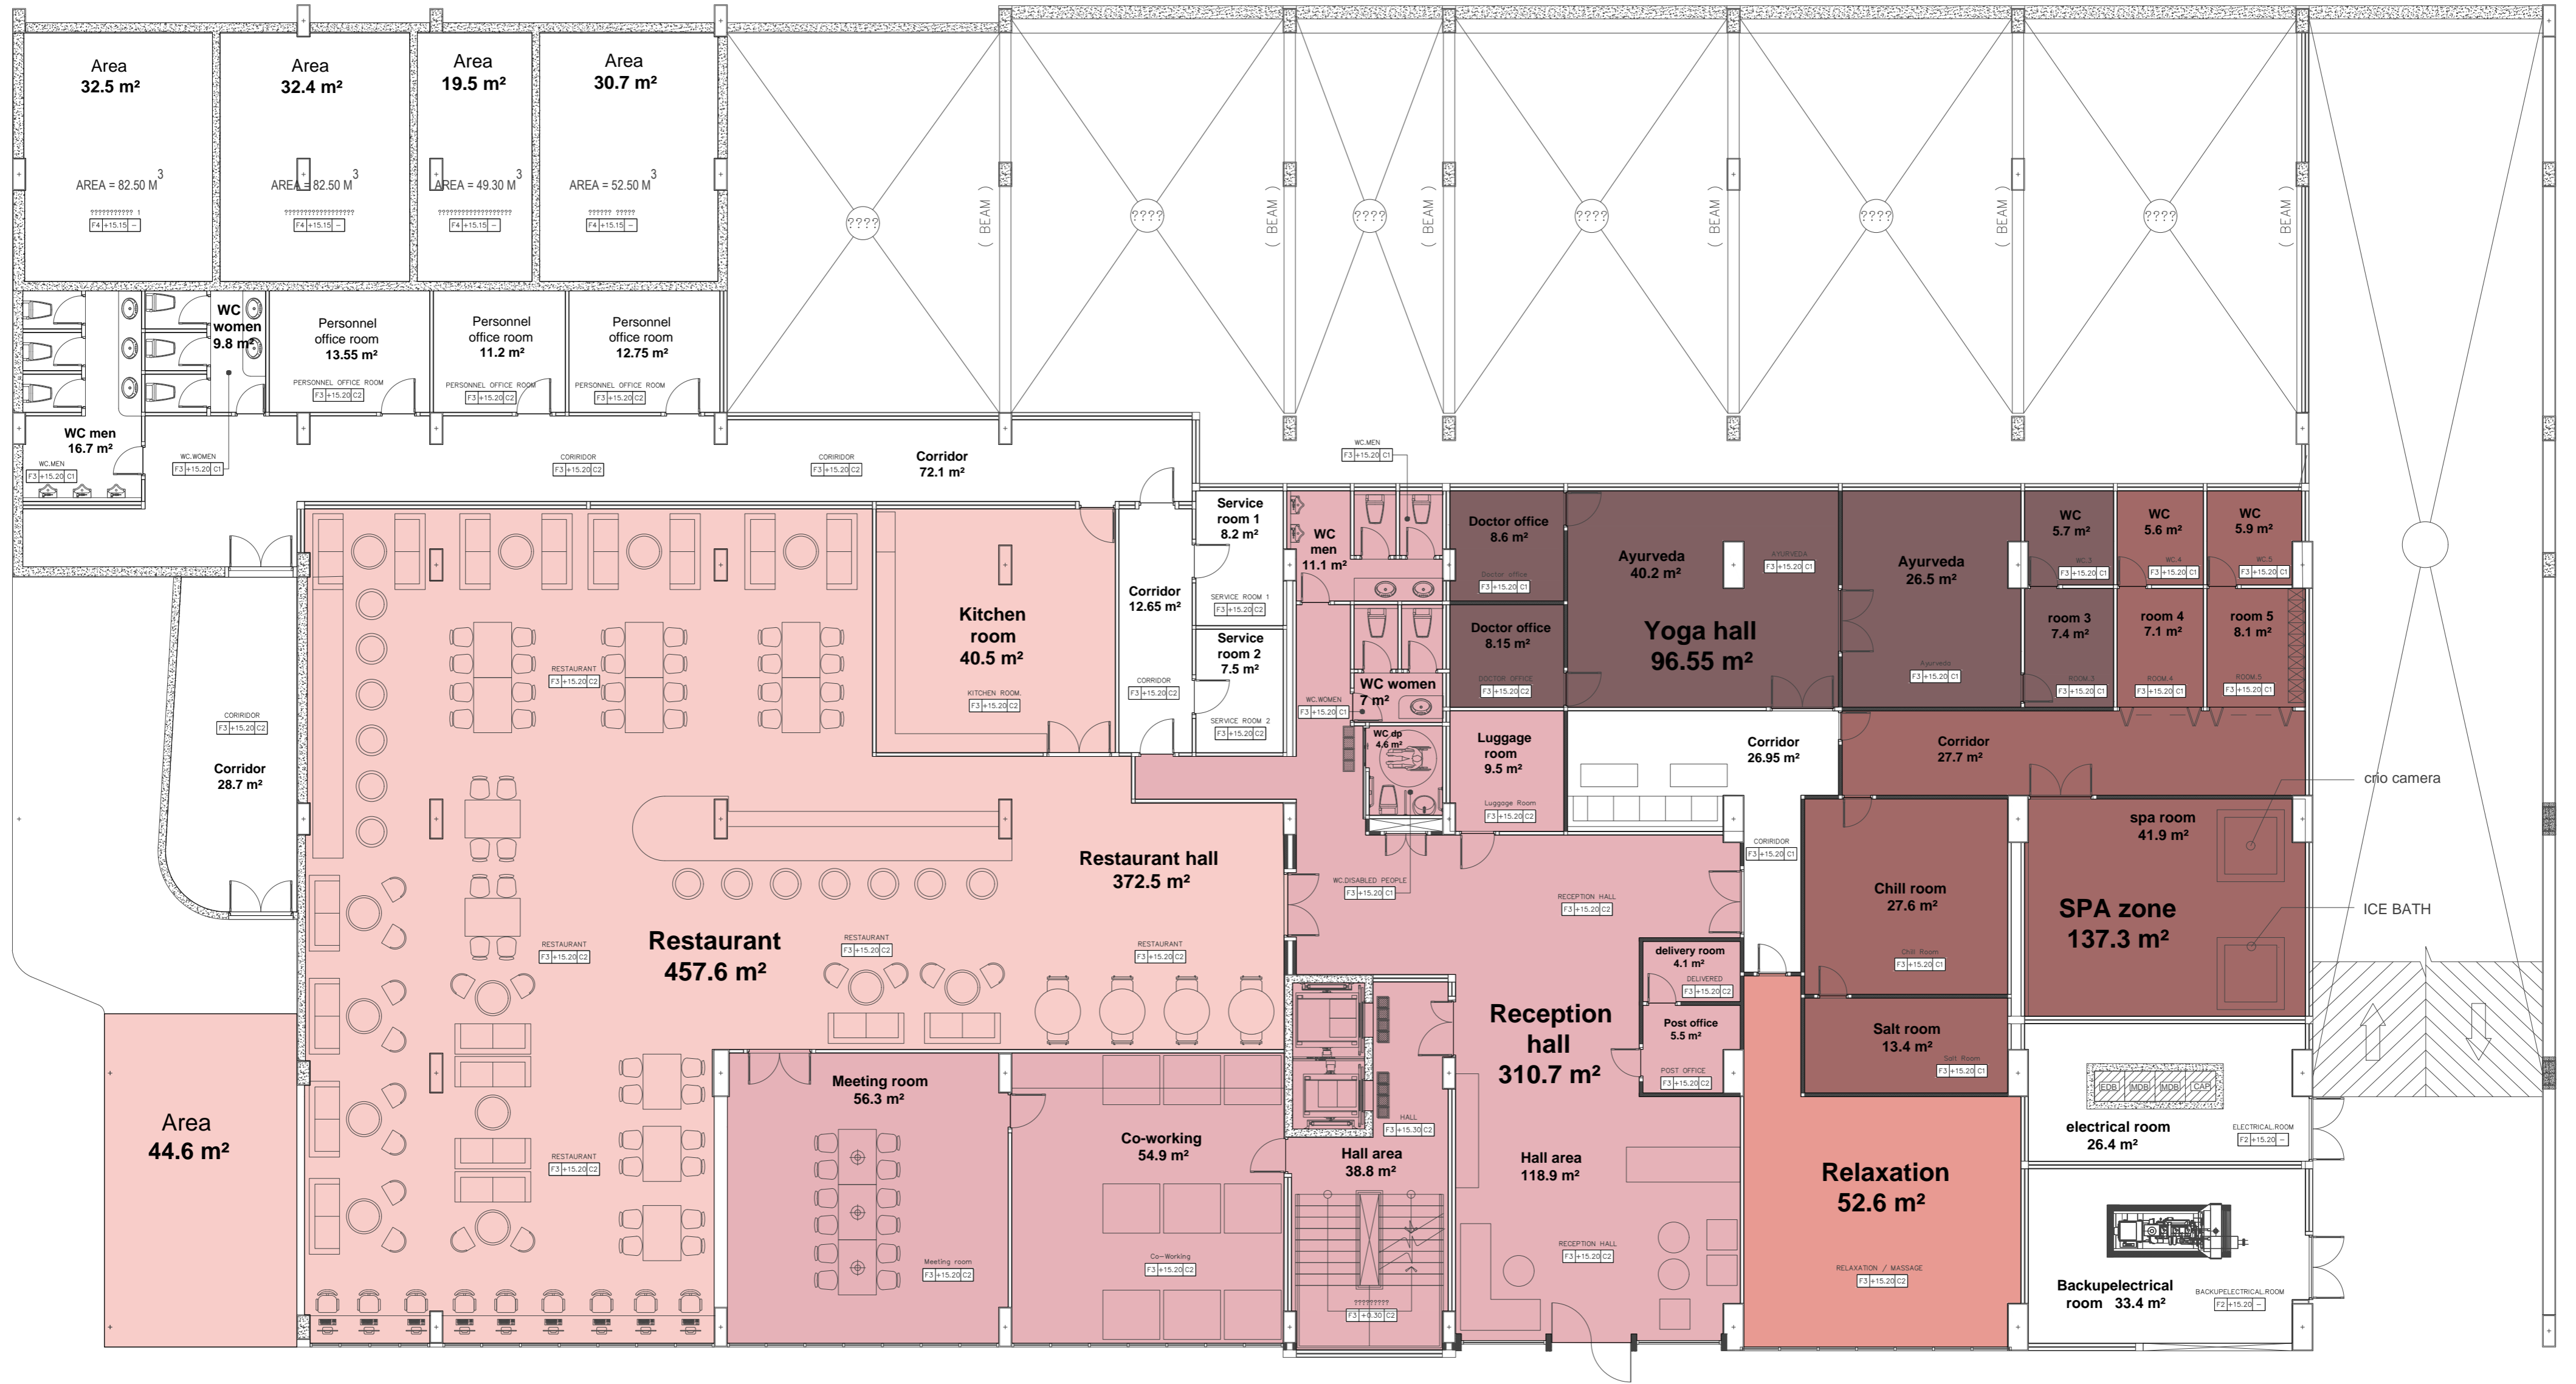 Area
32.5 m²
Area
32.4 m²
Area
19.5 m²
Area
30.7 m²
AREA = 82.50 M3
AREA = 82.50 M3
AREA = 49.30 M3
AREA = 52.50 M3
??????????? 1
F4 +15.15 –
??????????????????
F4 +15.15 –
???????????????????
F4 +15.15 –
?????? ?????
F4 +15.15 –
????
????
????
????
????
????
( BEAM )
( BEAM )
( BEAM )
( BEAM )
( BEAM )
( BEAM )
WC
women
9.8 m²
Personnel
office room
13.55 m²
PERSONNEL OFFICE ROOM
F3 +15.20 C2
Personnel
office room
11.2 m²
PERSONNEL OFFICE ROOM
F3 +15.20 C2
Personnel
office room
12.75 m²
PERSONNEL OFFICE ROOM
F3 +15.20 C2
WC men
16.7 m²
WC.MEN
F3 +15.20 C1
WC.WOMEN
F3 +15.20 C1
CORIRIDOR
F3 +15.20 C2
CORIRIDOR
F3 +15.20 C2
Corridor
72.1 m²
WC.MEN
F3 +15.20 C1
Service
room 1
8.2 m²
SERVICE ROOM 1
F3 +15.20 C2
Service
room 2
7.5 m²
SERVICE ROOM 2
F3 +15.20 C2
Corridor
12.65 m²
CORRIDOR
F3 +15.20 C2
Kitchen
room
40.5 m²
KITCHEN ROOM.
F3 +15.20 C2
WC
men
11.1 m²
WC women
7 m²
WC.WOMEN
F3 +15.20 C1
WC dp
4.6 m²
WC.DISABLED PEOPLE
F3 +15.20 C1
Doctor office
8.6 m²
Doctor office
F3 +15.20 C1
Doctor office
8.15 m²
DOCTOR OFFICE
F3 +15.20 C2
Ayurveda
40.2 m²
AYURVEDA
F3 +15.20 C1
Yoga hall
96.55 m²
Ayurveda
26.5 m²
Ayurveda
F3 +15.20 C1
WC
5.7 m²
WC.3
F3 +15.20 C1
WC
5.6 m²
WC.4
F3 +15.20 C1
WC
5.9 m²
WC.5
F3 +15.20 C1
room 3
7.4 m²
ROOM.3
F3 +15.20 C1
room 4
7.1 m²
ROOM.4
F3 +15.20 C1
room 5
8.1 m²
ROOM.5
F3 +15.20 C1
Luggage
room
9.5 m²
Luggage Room
F3 +15.20 C2
Corridor
26.95 m²
CORIRIDOR
F3 +15.20 C1
Corridor
27.7 m²
CORIRIDOR
F3 +15.20 C2
Corridor
28.7 m²
RESTAURANT
F3 +15.20 C2
Restaurant hall
372.5 m²
Restaurant
457.6 m²
RESTAURANT
F3 +15.20 C2
RESTAURANT
F3 +15.20 C2
RESTAURANT
F3 +15.20 C2
RESTAURANT
F3 +15.20 C2
Area
44.6 m²
Meeting room
56.3 m²
Meeting room
F3 +15.20 C2
Co-working
54.9 m²
Co-Working
F3 +15.20 C2
HALL
F3 +15.30 C2
Hall area
38.8 m²
?????????
F3 +0.30 C2
RECEPTION HALL
F3 +15.20 C2
Reception
hall
310.7 m²
Hall area
118.9 m²
RECEPTION HALL
F3 +15.20 C2
delivery room
4.1 m²
DELIVERED
F3 +15.20 C2
Post office
5.5 m²
POST OFFICE
F3 +15.20 C2
Chill room
27.6 m²
Chill Room
F3 +15.20 C1
Salt room
13.4 m²
Salt Room
F3 +15.20 C1
spa room
41.9 m²
SPA zone
137.3 m²
crio camera
ICE BATH
Relaxation
52.6 m²
RELAXATION / MASSAGE
F3 +15.20 C2
EDB MDB MDB CAP
electrical room
26.4 m²
ELECTRICAL.ROOM
F2 +15.20 –
Backupelectrical
room 33.4 m²
BACKUPELECTRICAL.ROOM
F2 +15.20 –